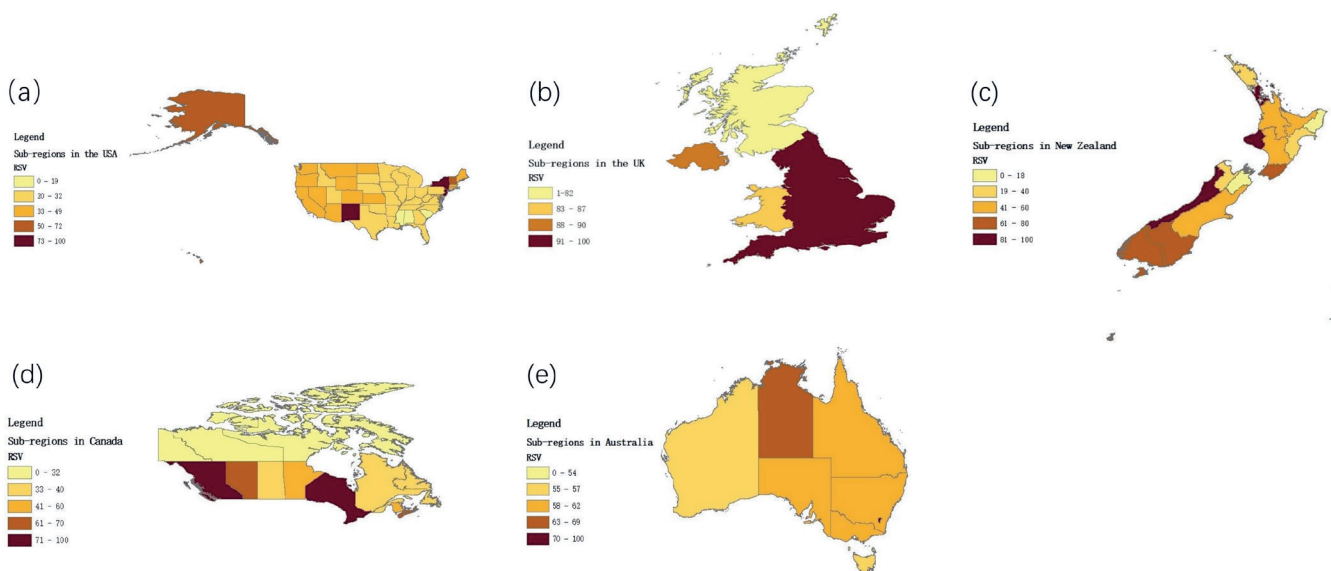 (a)
Legend
Sub-regions in the USA
RSV
0 - 19
20 - 32
33 - 49
50 - 72
73 - 100
(b)
Legend
Sub-regions in the UK
RSV
1-82
83 - 87
88 - 90
91 - 100
(c)
Legend
Sub-regions in New Zealand
RSV
0 - 18
19 - 40
41 - 60
61 - 80
81 - 100
(d)
Legend
Sub-regions in Canada
RSV
0 - 32
33 - 40
41 - 60
61 - 70
71 - 100
(e)
Legend
Sub-regions in Australia
RSV
0 - 54
55 - 57
58 - 62
63 - 69
70 - 100